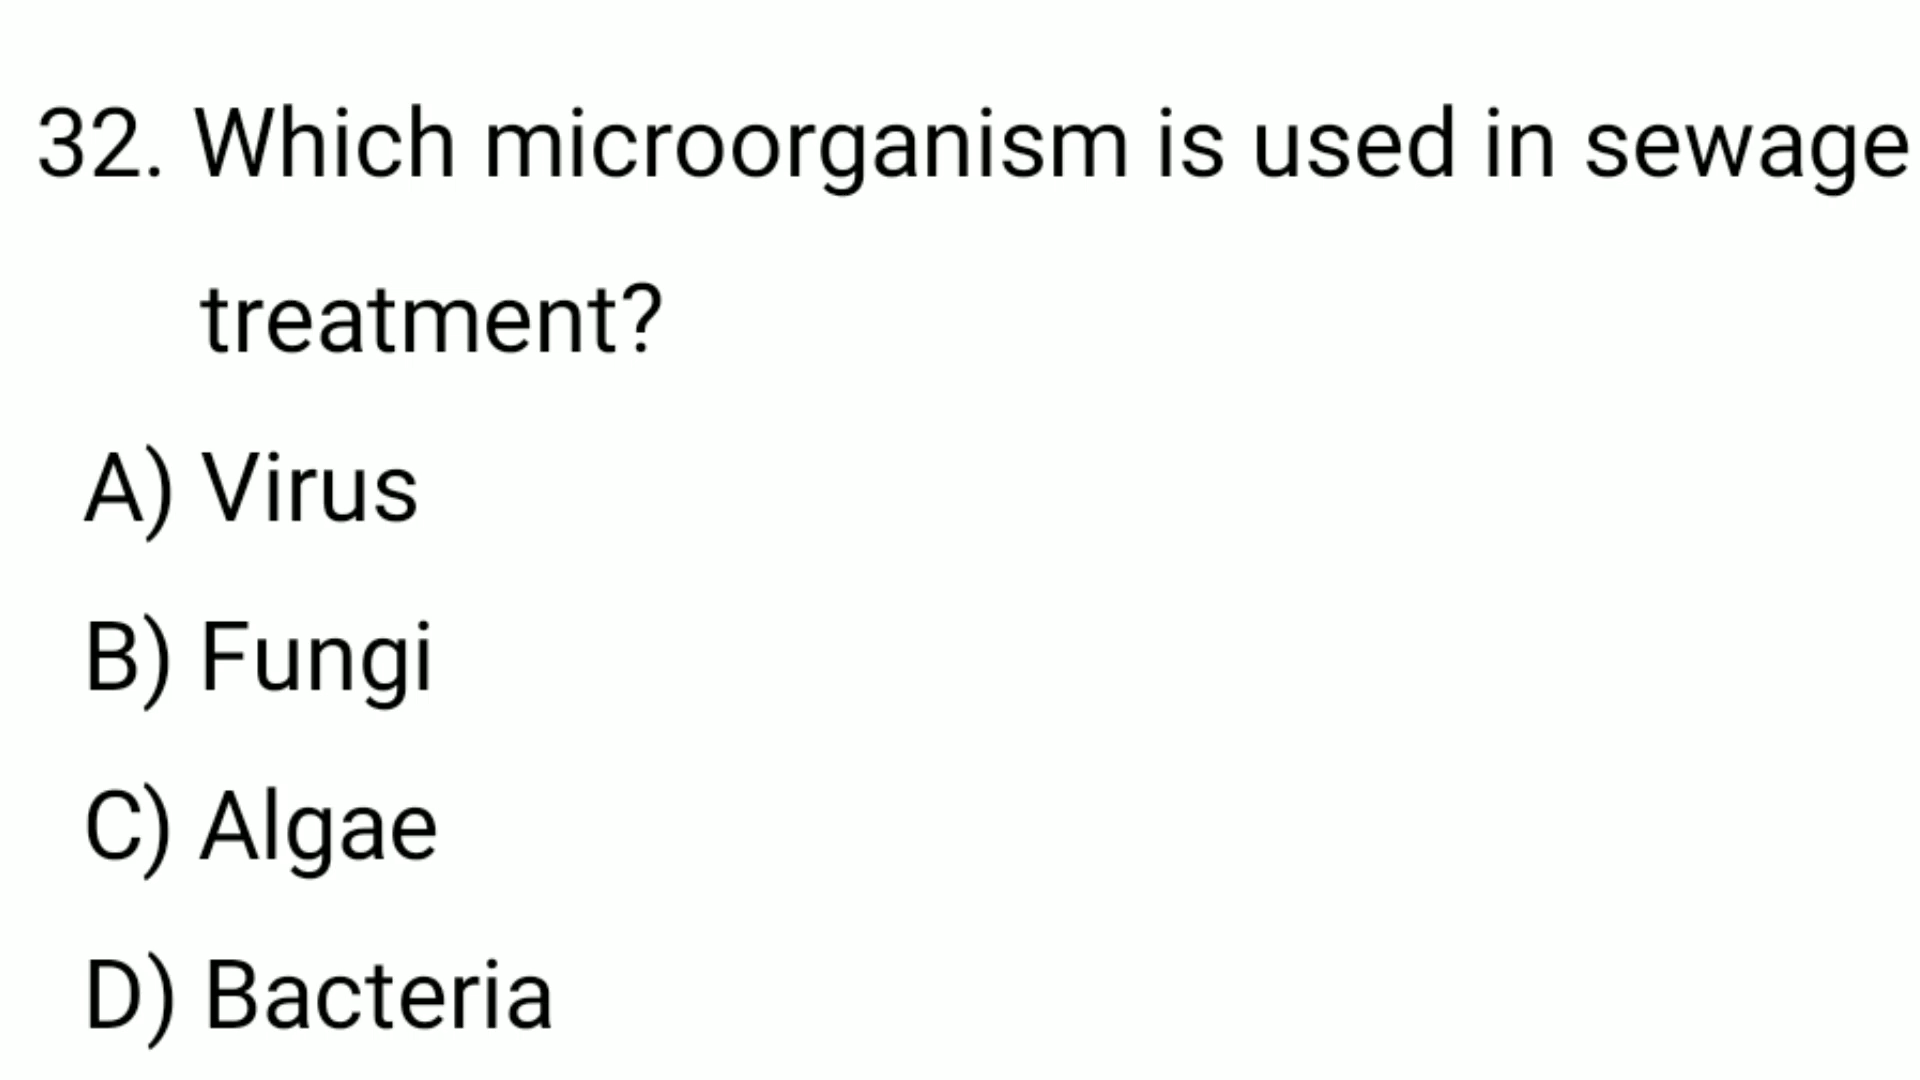 32. Which microorganism is used in sewage
treatment?
A) Virus
B) Fungi
C) Algae
D) Bacteria